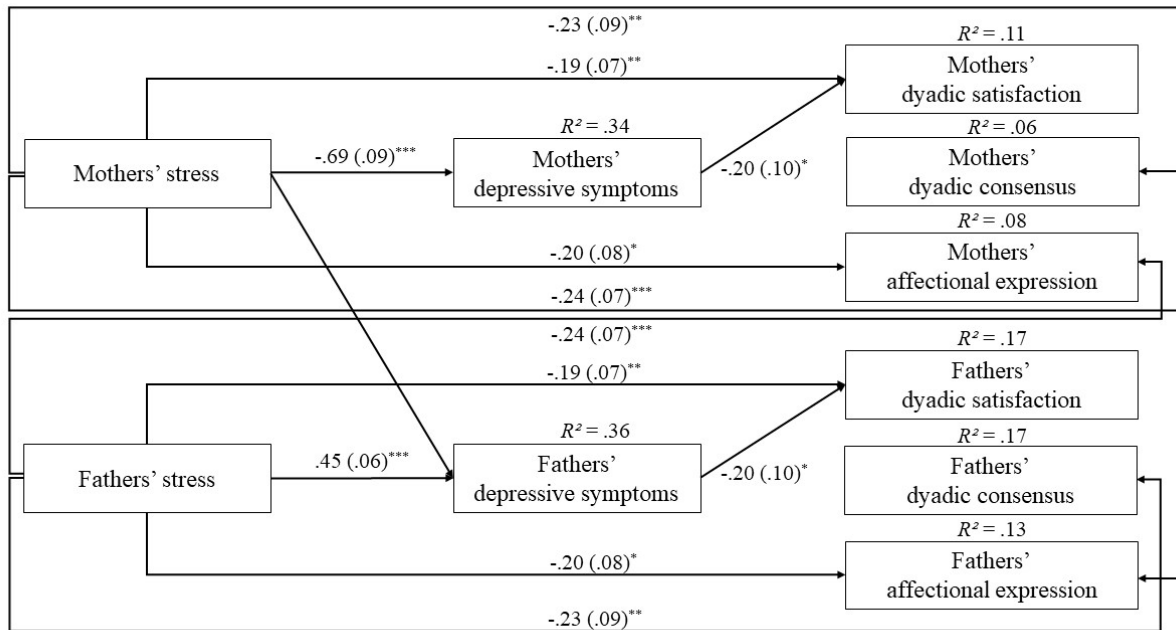 -.23 (.09)**
R² = .11
-.19 (.07)**
Mothers’
dyadic satisfaction
R² = .34
R² = .06
Mothers’ stress
-.69 (.09)***
Mothers’
depressive symptoms
-.20 (.10)*
Mothers’
dyadic consensus
R² = .08
-.20 (.08)*
Mothers’
affectional expression
-.24 (.07)***
-.24 (.07)***
R² = .17
-.19 (.07)**
Fathers’
dyadic satisfaction
R² = .36
R² = .17
Fathers’ stress
.45 (.06)***
Fathers’
depressive symptoms
-.20 (.10)*
Fathers’
dyadic consensus
R² = .13
-.20 (.08)*
Fathers’
affectional expression
-.23 (.09)**